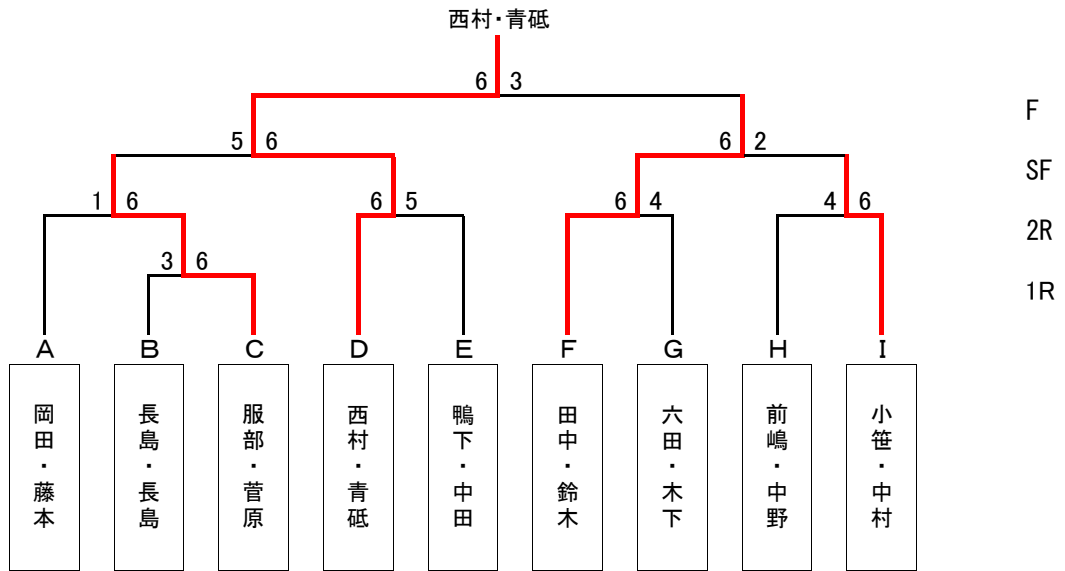 西村・青砥
6 3
F
5 6
6 2
SF
1 6
6 5
6 4
4 6
2R
3 6
1R
A B C D E F G H I
岡田・藤本
長島・長島
服部・菅原
西村・青砥
鴨下・中田
田中・鈴木
六田・木下
前嶋・中野
小笹・中村